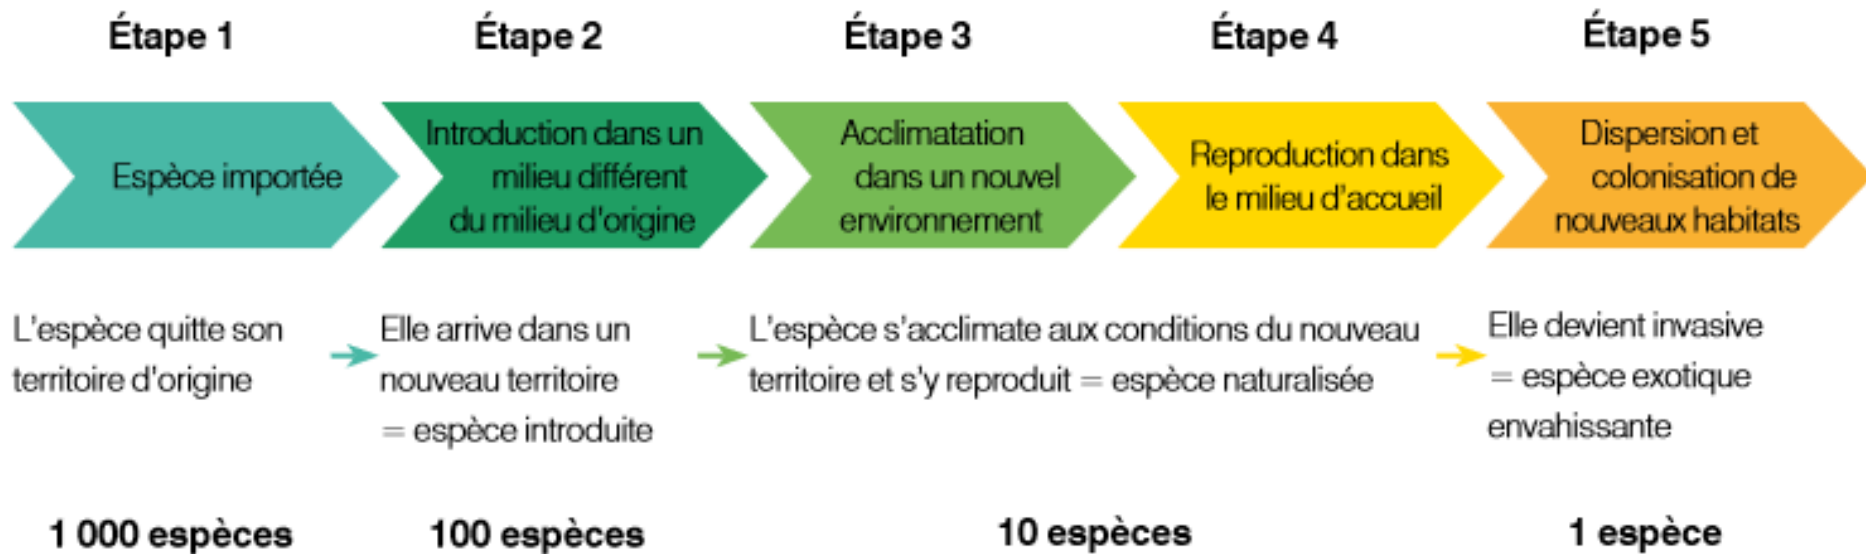 Étape 1
Étape 2
Étape 3
Étape 4
Étape 5
Espèce importée
Introduction dans un
milieu différent
du milieu d'origine
Acclimatation
dans un nouvel
environnement
Reproduction dans
le milieu d'accueil
Dispersion et
colonisation de
nouveaux habitats
L'espèce quitte son
territoire d'origine
Elle arrive dans un
nouveau territoire
= espèce introduite
L'espèce s'acclimate aux conditions du nouveau
territoire et s'y reproduit = espèce naturalisée
Elle devient invasive
= espèce exotique
envahissante
1 000 espèces
100 espèces
10 espèces
1 espèce